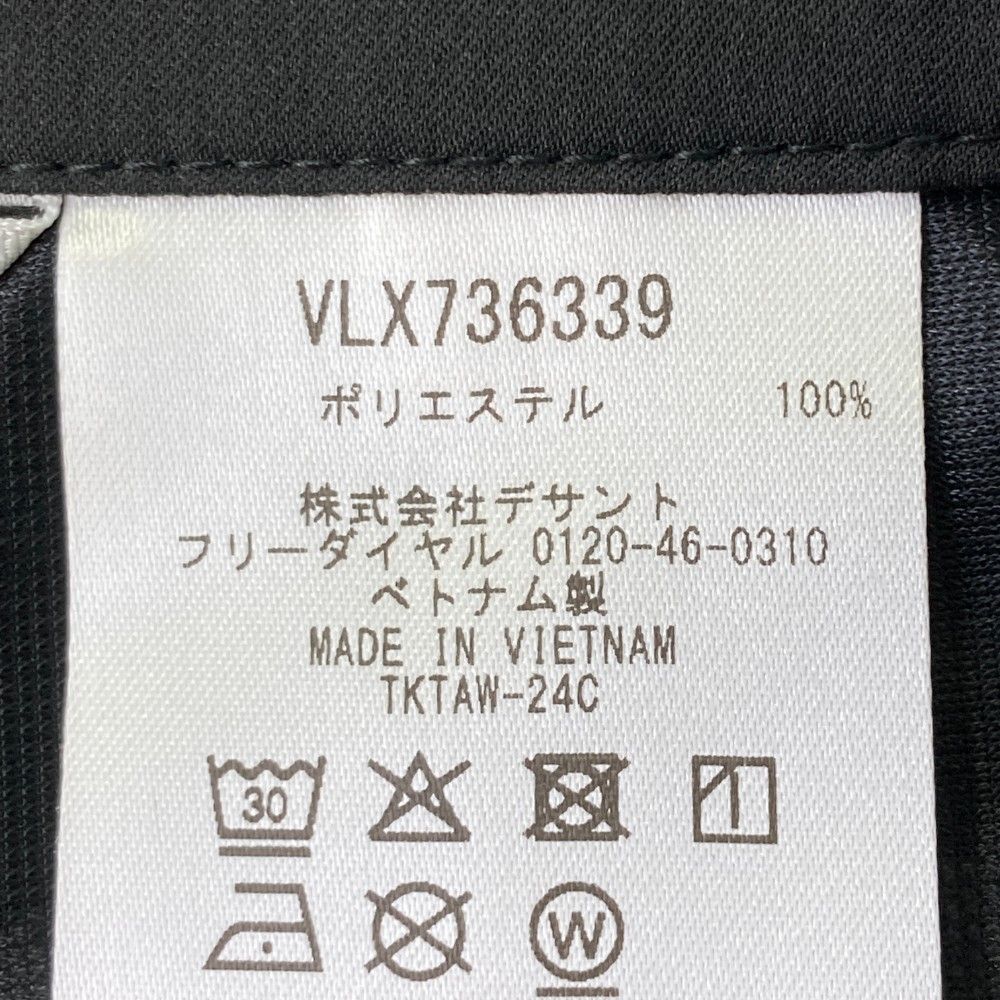 VLX736339
ポリエステル 100%
株式会社デサント
フリーダイヤル 0120-46-0310
ベトナム製
MADE IN VIETNAM
TKTAW-24C
30
W